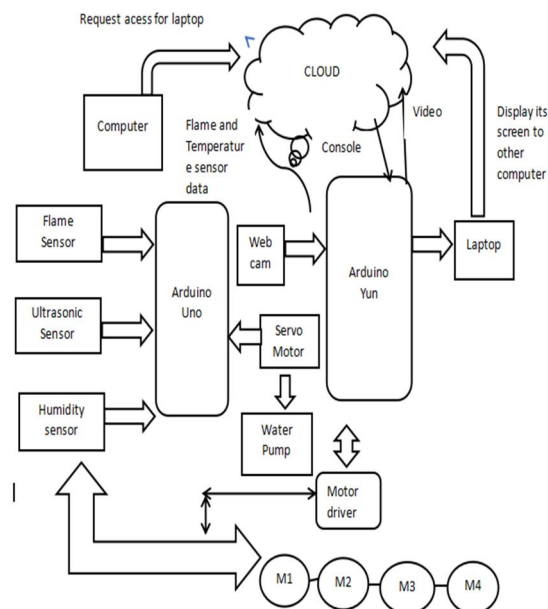 Request acess for laptop
CLOUD
Computer
Flame and
Temperatur
e sensor
data
Console
Video
Display its
screen to
other
computer
Flame
Sensor
Web
cam
Arduino
Uno
Arduino
Yun
Laptop
Ultrasonic
Sensor
Servo
Motor
Humidity
sensor
Water
Pump
Motor
driver
M1
M2
M3
M4